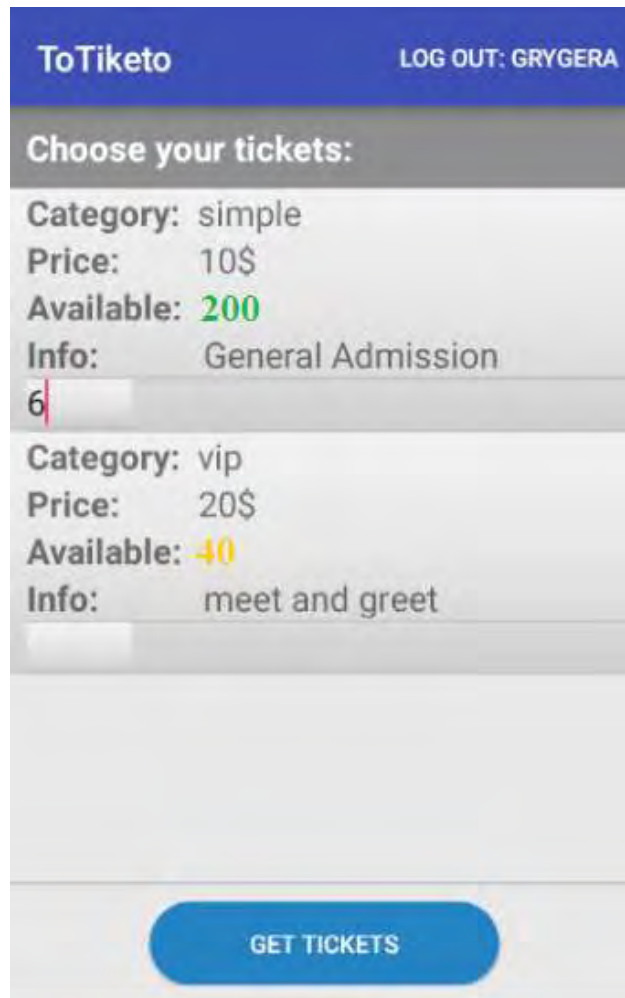 ToTiketo
LOG OUT: GRYGERA
Choose your tickets:
Category: simple
Price: 10$
Available: 200
Info: General Admission
6
Category: vip
Price: 20$
Available: 40
Info: meet and greet
GET TICKETS